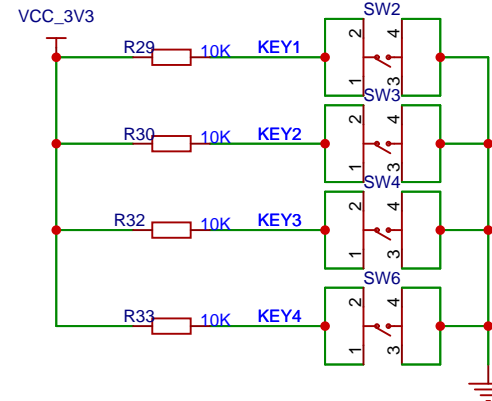 VCC_3V3
SW2
R29 10K KEY1 2 4 1 3
SW3
R30 10K KEY2 2 4 1 3
SW4
R32 10K KEY3 2 4 1 3
SW6
R33 10K KEY4 2 4 1 3